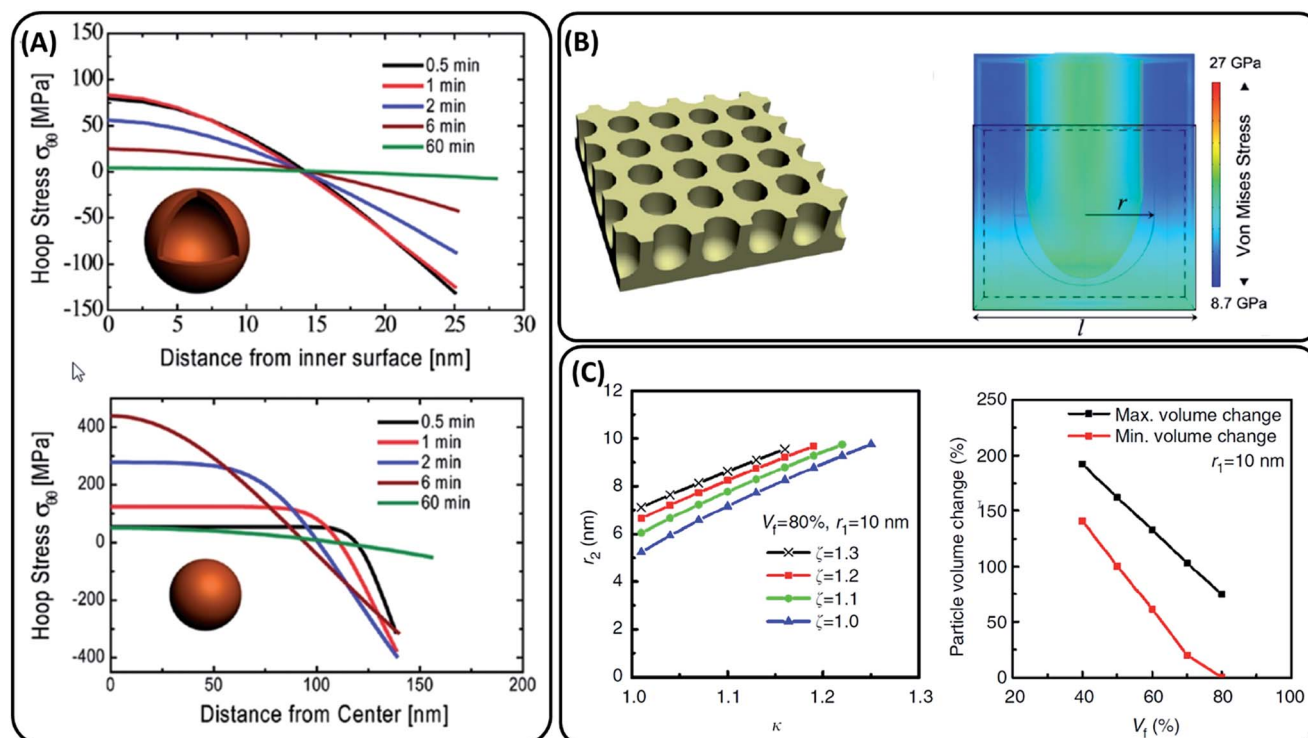 (A)
150
100
50
0
-50
-100
-150
Hoop Stress σθθ [MPa]
0.5 min
1 min
2 min
6 min
60 min
0 5 10 15 20 25 30
Distance from inner surface [nm]
400
200
0
-200
-400
Hoop Stress σθθ [MPa]
0.5 min
1 min
2 min
6 min
60 min
0 50 100 150 200
Distance from Center [nm]
(B)
r
l
27 GPa
Von Mises Stress
8.7 GPa
(C)
12
10
8
6
4
2
0
r2 (nm)
Vf=80%, r1=10 nm
ζ=1.3
ζ=1.2
ζ=1.1
ζ=1.0
1.0 1.1 1.2 1.3
κ
250
200
150
100
50
0
Particle volume change (%)
Max. volume change
Min. volume change
r1=10 nm
20 40 60 80 100
Vf (%)